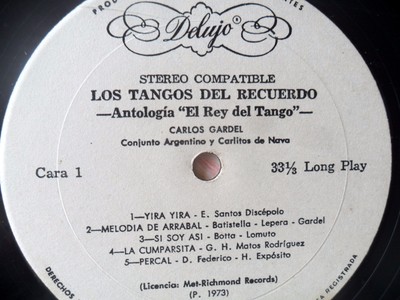 Delujo®
STEREO COMPATIBLE
LOS TANGOS DEL RECUERDO
—Antología "El Rey del Tango"—
CARLOS GARDEL
Conjunto Argentino y Carlitos de Nava
Cara 1 33⅓ Long Play
1—YIRA YIRA - E. Santos Discépolo
2—MELODIA DE ARRABAL - Batistella - Lepera - Gardel
3—SI SOY ASI - Botta - Lomuto
4—LA CUMPARSITA - G. H. Matos Rodríguez
5—PERCAL - D. Federico - H. Expósito
(Licencia: Met-Richmond Records)
(P. 1973)
DERECHOS
REGISTRADA